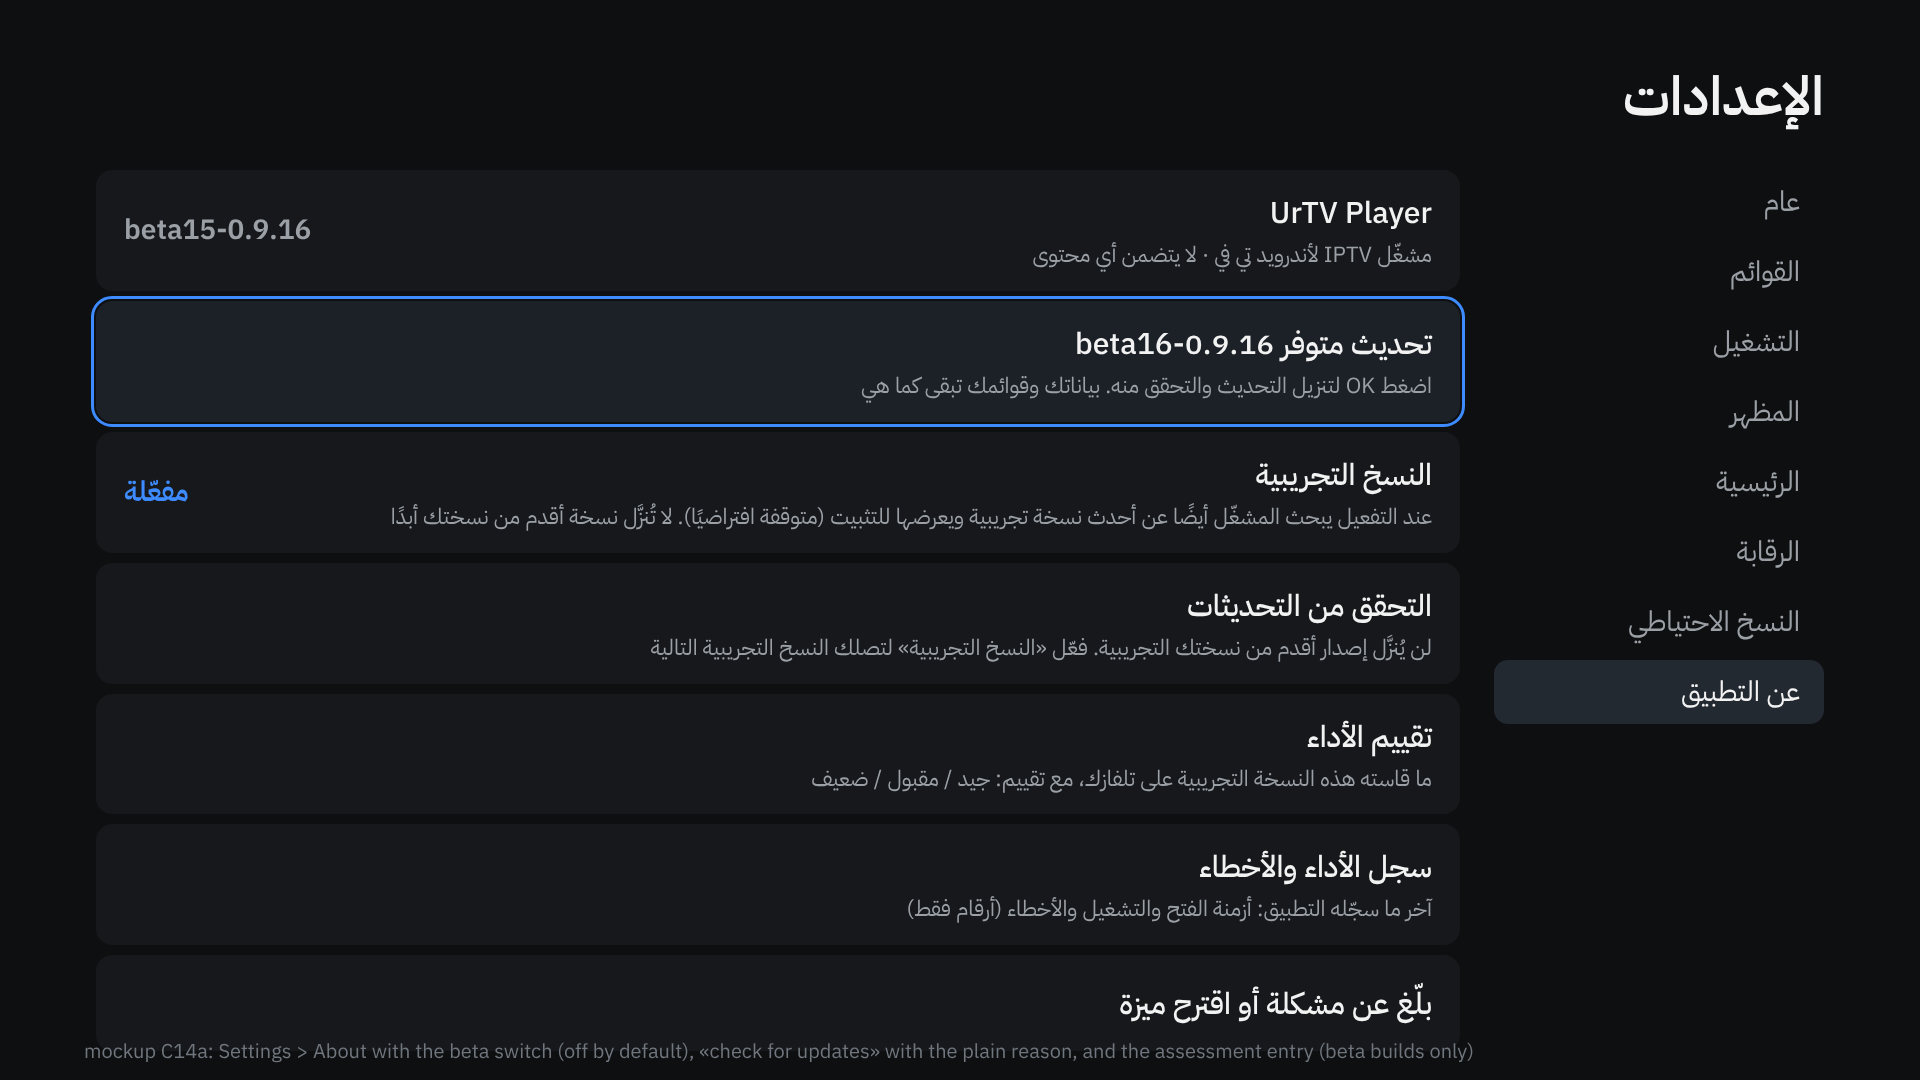 الإعدادات
عام
القوائم
التشغيل
المظهر
الرئيسية
الرقابة
النسخ الاحتياطي
عن التطبيق
UrTV Player
مشغّل IPTV لأندرويد تي في · لا يتضمن أي محتوى
beta15-0.9.16
تحديث متوفر beta16-0.9.16
اضغط OK لتنزيل التحديث والتحقق منه. بياناتك وقوائمك تبقى كما هي
النسخ التجريبية
عند التفعيل يبحث المشغّل أيضًا عن أحدث نسخة تجريبية ويعرضها للتثبيت (متوقفة افتراضيًا). لا تُنزَّل نسخة أقدم من نسختك أبدًا
مفعّلة
التحقق من التحديثات
لن يُنزَّل إصدار أقدم من نسختك التجريبية. فعّل «النسخ التجريبية» لتصلك النسخ التجريبية التالية
تقييم الأداء
ما قاسته هذه النسخة التجريبية على تلفازك، مع تقييم: جيد / مقبول / ضعيف
سجل الأداء والأخطاء
آخر ما سجّله التطبيق: أزمنة الفتح والتشغيل والأخطاء (أرقام فقط)
بلّغ عن مشكلة أو اقترح ميزة
mockup C14a: Settings > About with the beta switch (off by default), «check for updates» with the plain reason, and the assessment entry (beta builds only)